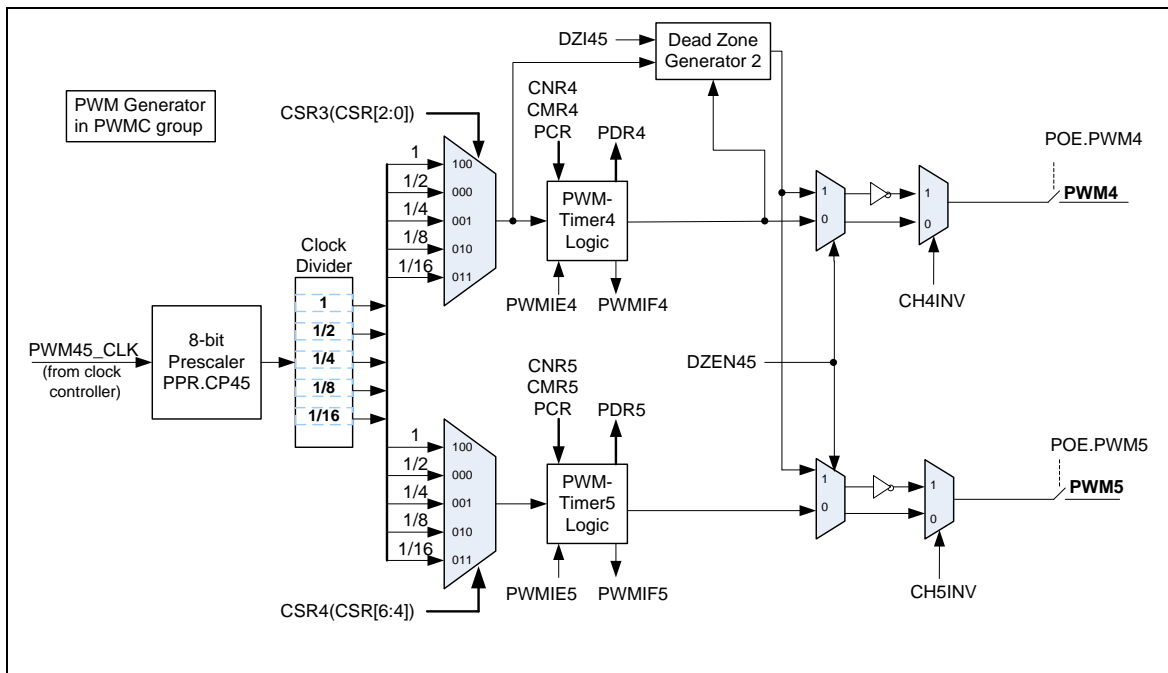 PWM Generator
in PWMC group
DZI45
Dead Zone
Generator 2
CSR3(CSR[2:0])
CNR4
CMR4
PCR
PDR4
1
1/2
1/4
1/8
1/16
100
000
001
010
011
PWM-
Timer4
Logic
PWMIE4
PWMIF4
1
0
1
0
CH4INV
POE.PWM4
PWM4
Clock
Divider
1
1/2
1/4
1/8
1/16
PWM45_CLK
(from clock
controller)
8-bit
Prescaler
PPR.CP45
DZEN45
CNR5
CMR5
PCR
PDR5
1
1/2
1/4
1/8
1/16
100
000
001
010
011
PWM-
Timer5
Logic
PWMIE5
PWMIF5
CSR4(CSR[6:4])
1
0
1
0
CH5INV
POE.PWM5
PWM5